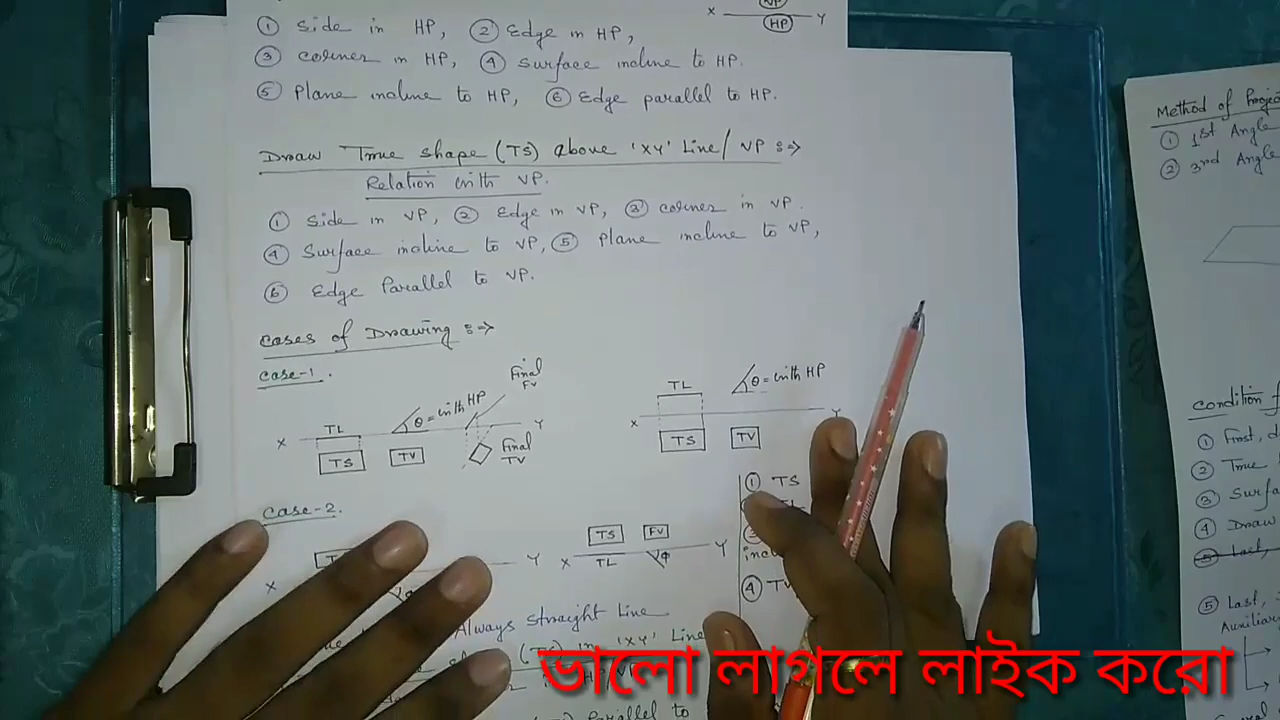 ① Side in HP, ② Edge in HP,
X VP HP Y
③ corner in HP, ④ Surface incline to HP.
⑤ Plane incline to HP, ⑥ Edge parallel to HP.
Draw True shape (TS) above 'XY' Line/ VP :⇒
Relation with VP.
① Side in VP, ② Edge in VP, ③ corner in VP.
④ Surface incline to VP, ⑤ Plane incline to VP,
⑥ Edge Parallel to VP.
Cases of Drawing :⇒
Case-1.
X TL θ = with HP Final FV Y
TS TV Final TV
X TL θ = with HP Y
TS TV
① TS
Case-2.
X Y
X TS FV Y
TL φ
④ TV
Always straight Line
(TS) in 'XY' Line
Parallel to
Method of
① 1st Angle
② 3rd Angle
Condition
① First,
② True
③
④ Draw
⑤ Last,
⑤ Last,
ভালো লাগলে লাইক করো